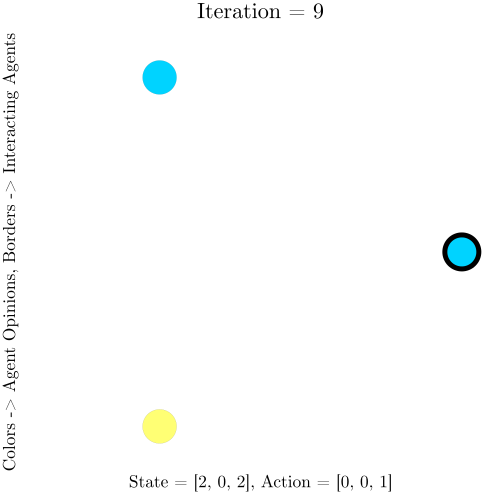 Iteration = 9
Colors -> Agent Opinions, Borders -> Interacting Agents
State = [2, 0, 2], Action = [0, 0, 1]